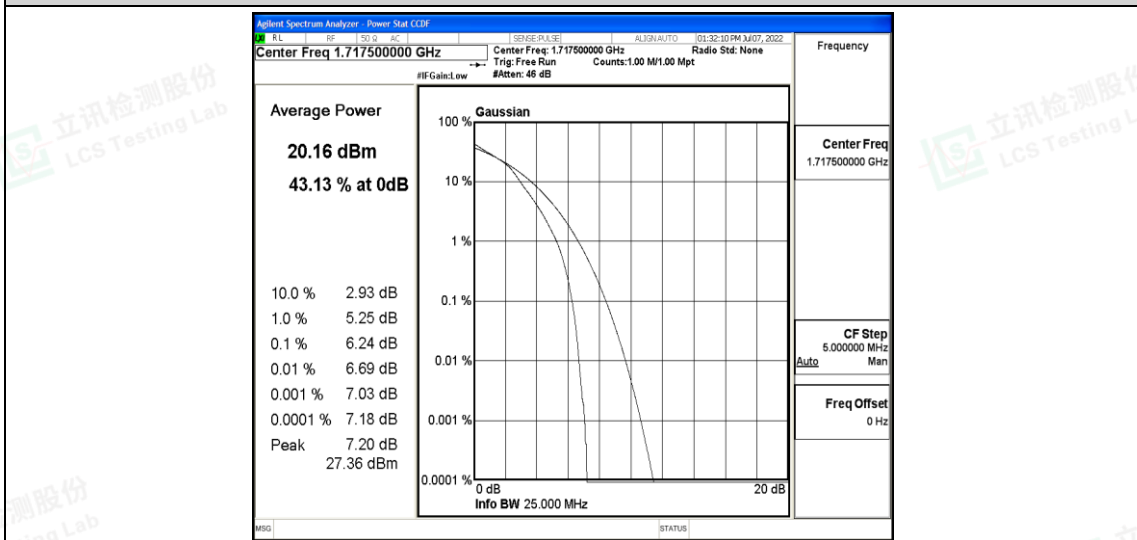 Agilent Spectrum Analyzer - Power Stat CCDF
RL RF 50 Ω AC SENSE:PULSE ALIGN AUTO 01:32:10 PM Jul 07, 2022
Center Freq 1.717500000 GHz
Center Freq: 1.717500000 GHz Radio Std: None
Trig: Free Run Counts:1.00 M/1.00 Mpt
#IFGain:Low #Atten: 46 dB
Frequency
Average Power
20.16 dBm
43.13 % at 0dB
10.0 % 2.93 dB
1.0 % 5.25 dB
0.1 % 6.24 dB
0.01 % 6.69 dB
0.001 % 7.03 dB
0.0001 % 7.18 dB
Peak 7.20 dB
27.36 dBm
Gaussian
100 %
10 %
1 %
0.1 %
0.01 %
0.001 %
0.0001 %
0 dB 20 dB
Info BW 25.000 MHz
Center Freq
1.717500000 GHz
CF Step
5.000000 MHz
Auto Man
Freq Offset
0 Hz
MSG STATUS
立讯检测股份
LCS Testing Lab
立讯检测股份
LCS Testing L
测股份
ing Lab